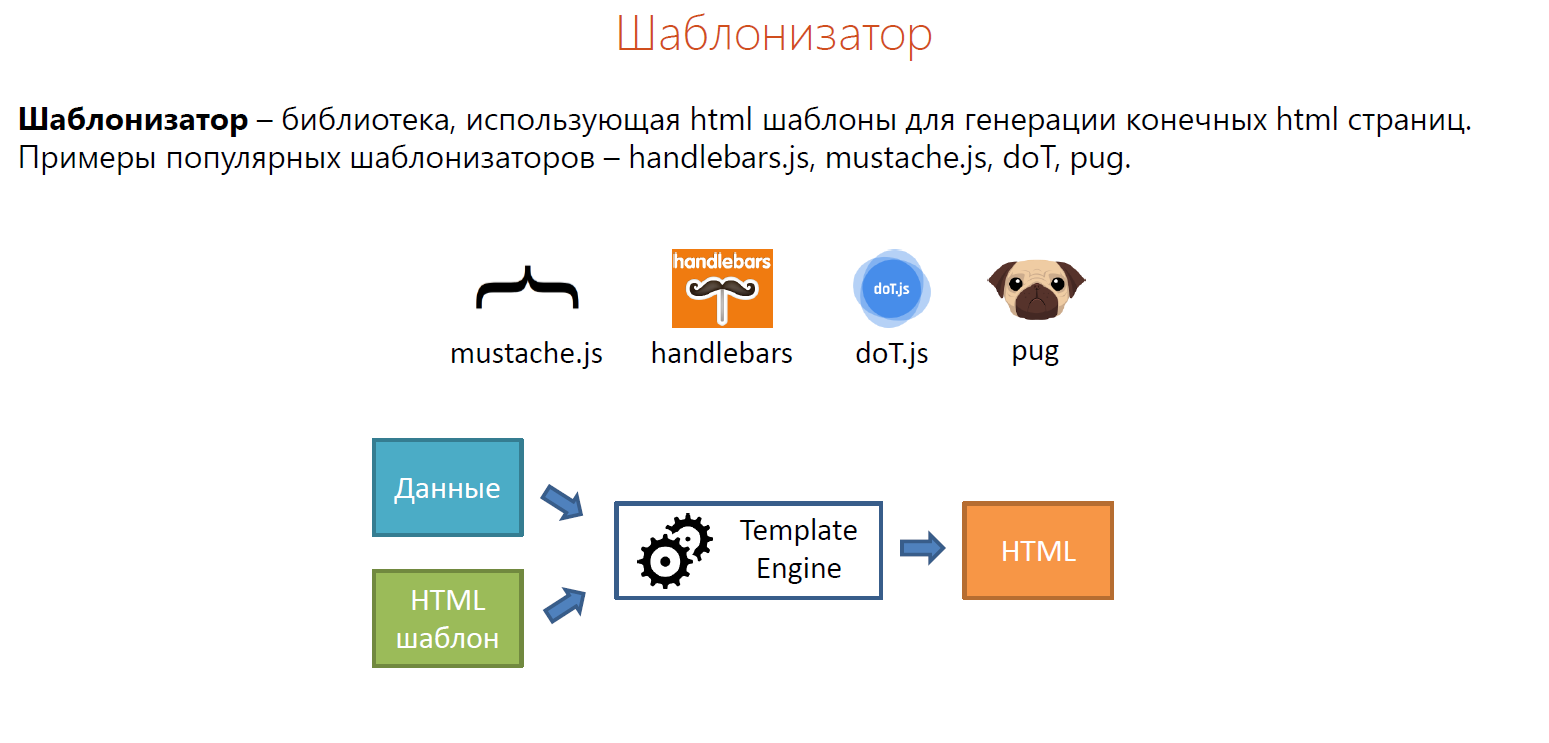 Шаблонизатор
Шаблонизатор – библиотека, использующая html шаблоны для генерации конечных html страниц.
Примеры популярных шаблонизаторов – handlebars.js, mustache.js, doT, pug.
handlebars
doT.js
mustache.js
handlebars
doT.js
pug
Данные
HTML
шаблон
Template
Engine
HTML